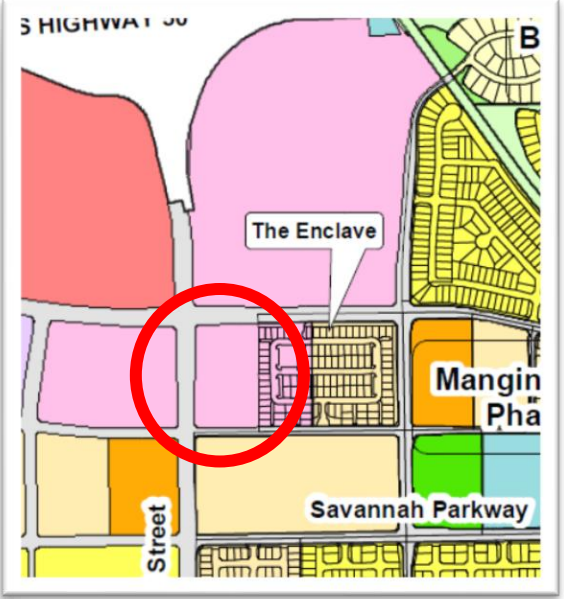 S HIGHWAY 50
B
The Enclave
Mangin
Pha
Savannah Parkway
Street